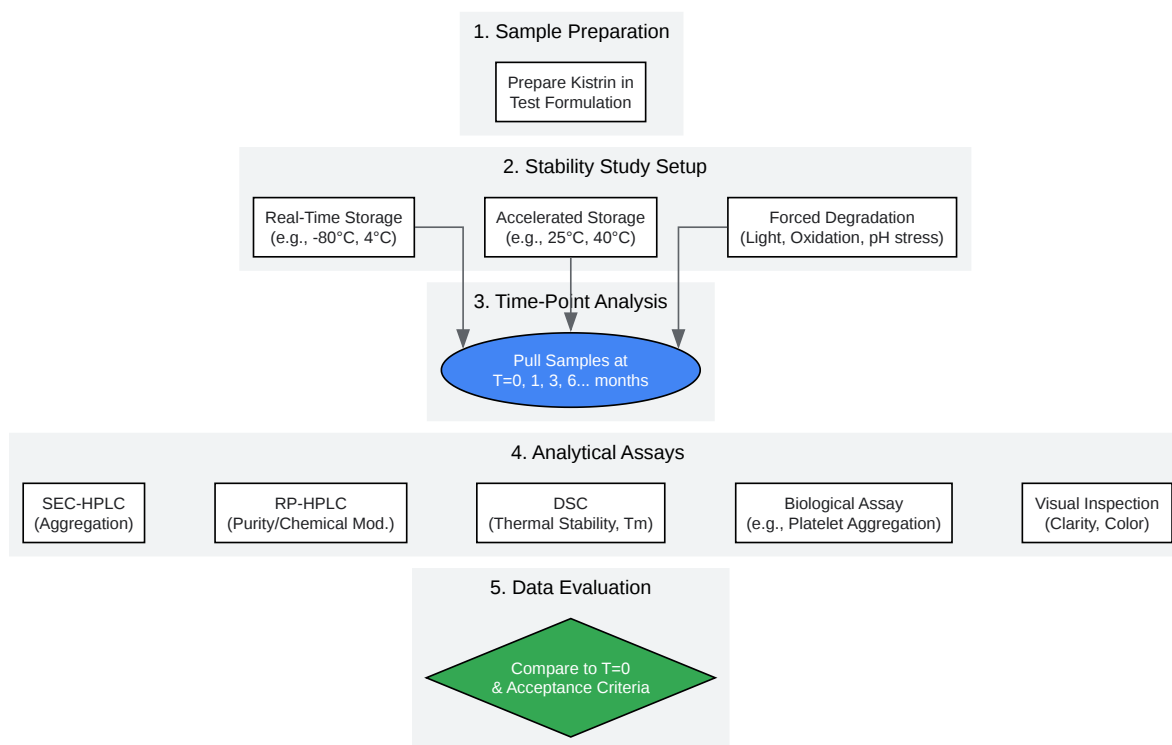 1. Sample Preparation
Prepare Kistrin in
Test Formulation
2. Stability Study Setup
Real-Time Storage
(e.g., -80°C, 4°C)
Accelerated Storage
(e.g., 25°C, 40°C)
Forced Degradation
(Light, Oxidation, pH stress)
3. Time-Point Analysis
Pull Samples at
T=0, 1, 3, 6... months
4. Analytical Assays
SEC-HPLC
(Aggregation)
RP-HPLC
(Purity/Chemical Mod.)
DSC
(Thermal Stability, Tm)
Biological Assay
(e.g., Platelet Aggregation)
Visual Inspection
(Clarity, Color)
5. Data Evaluation
Compare to T=0
& Acceptance Criteria